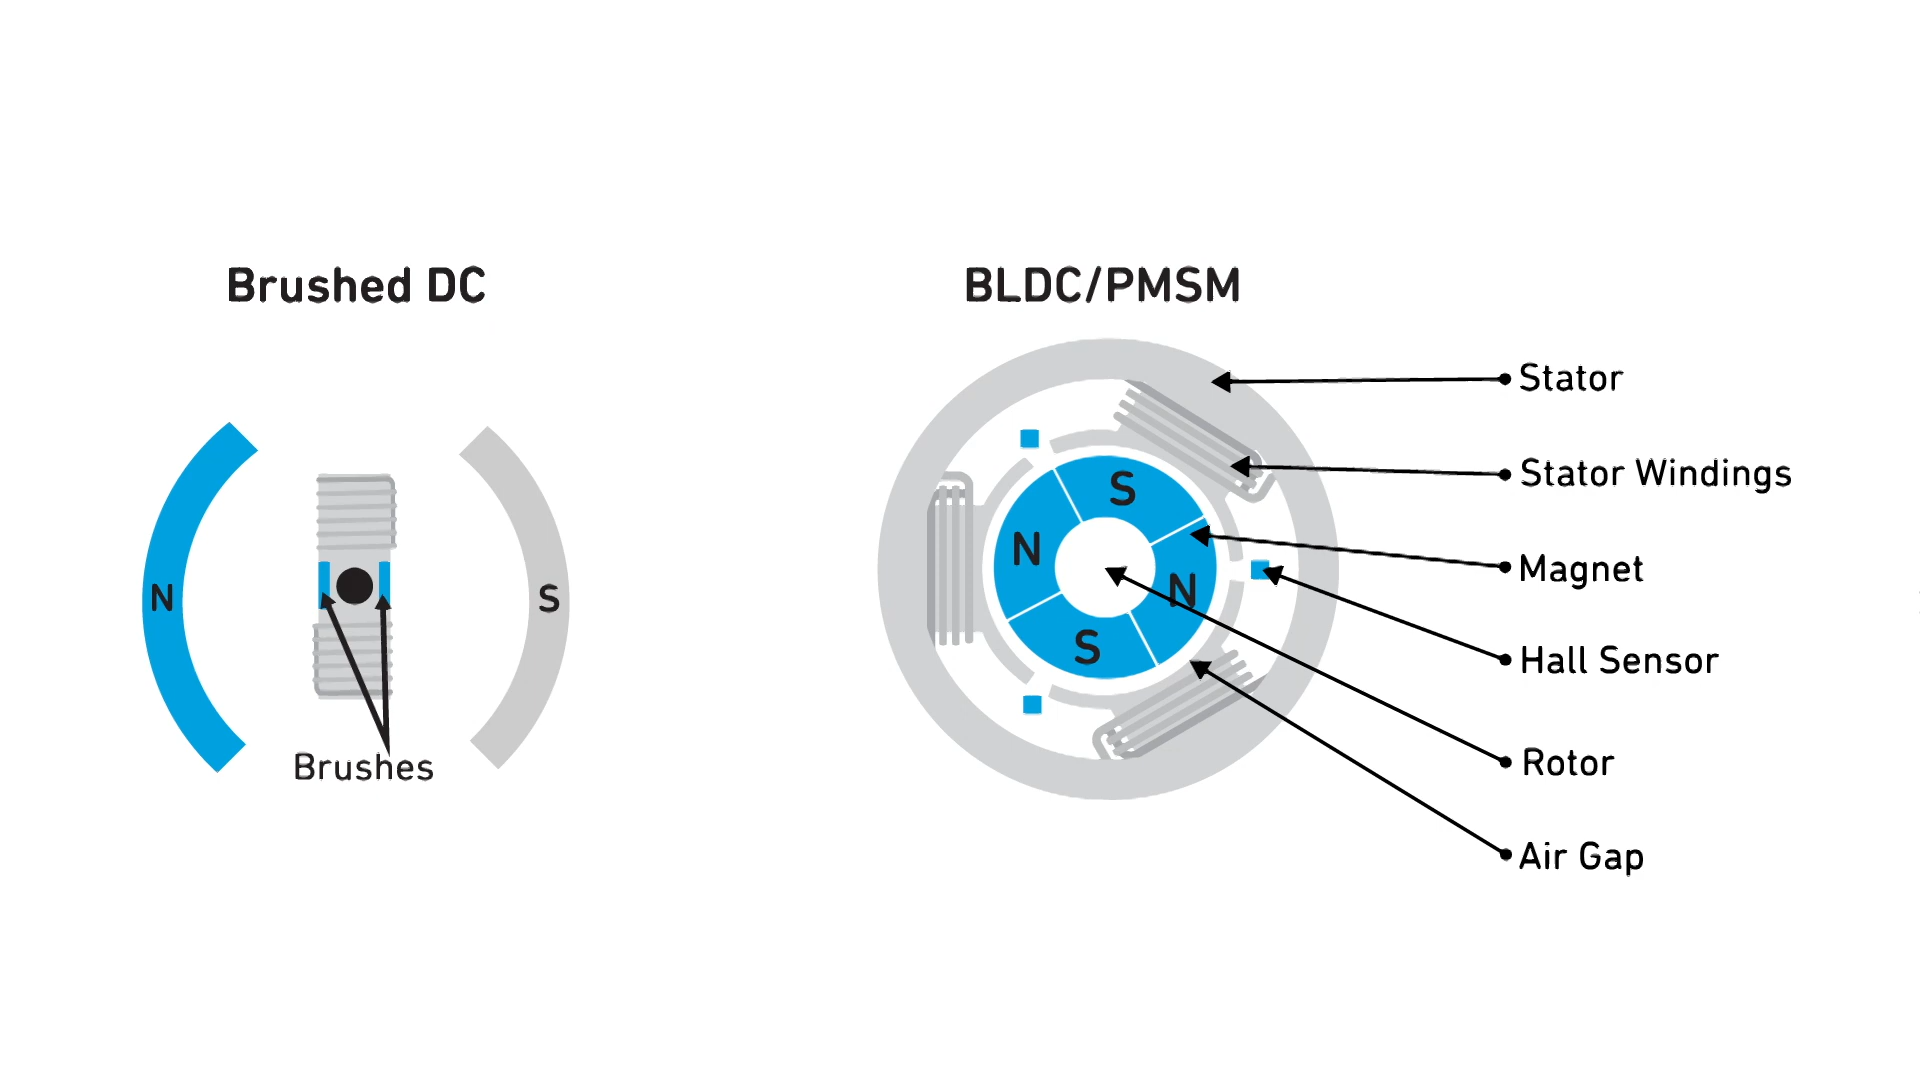 Brushed DC
N
S
Brushes
BLDC/PMSM
S
N
N
S
Stator
Stator Windings
Magnet
Hall Sensor
Rotor
Air Gap